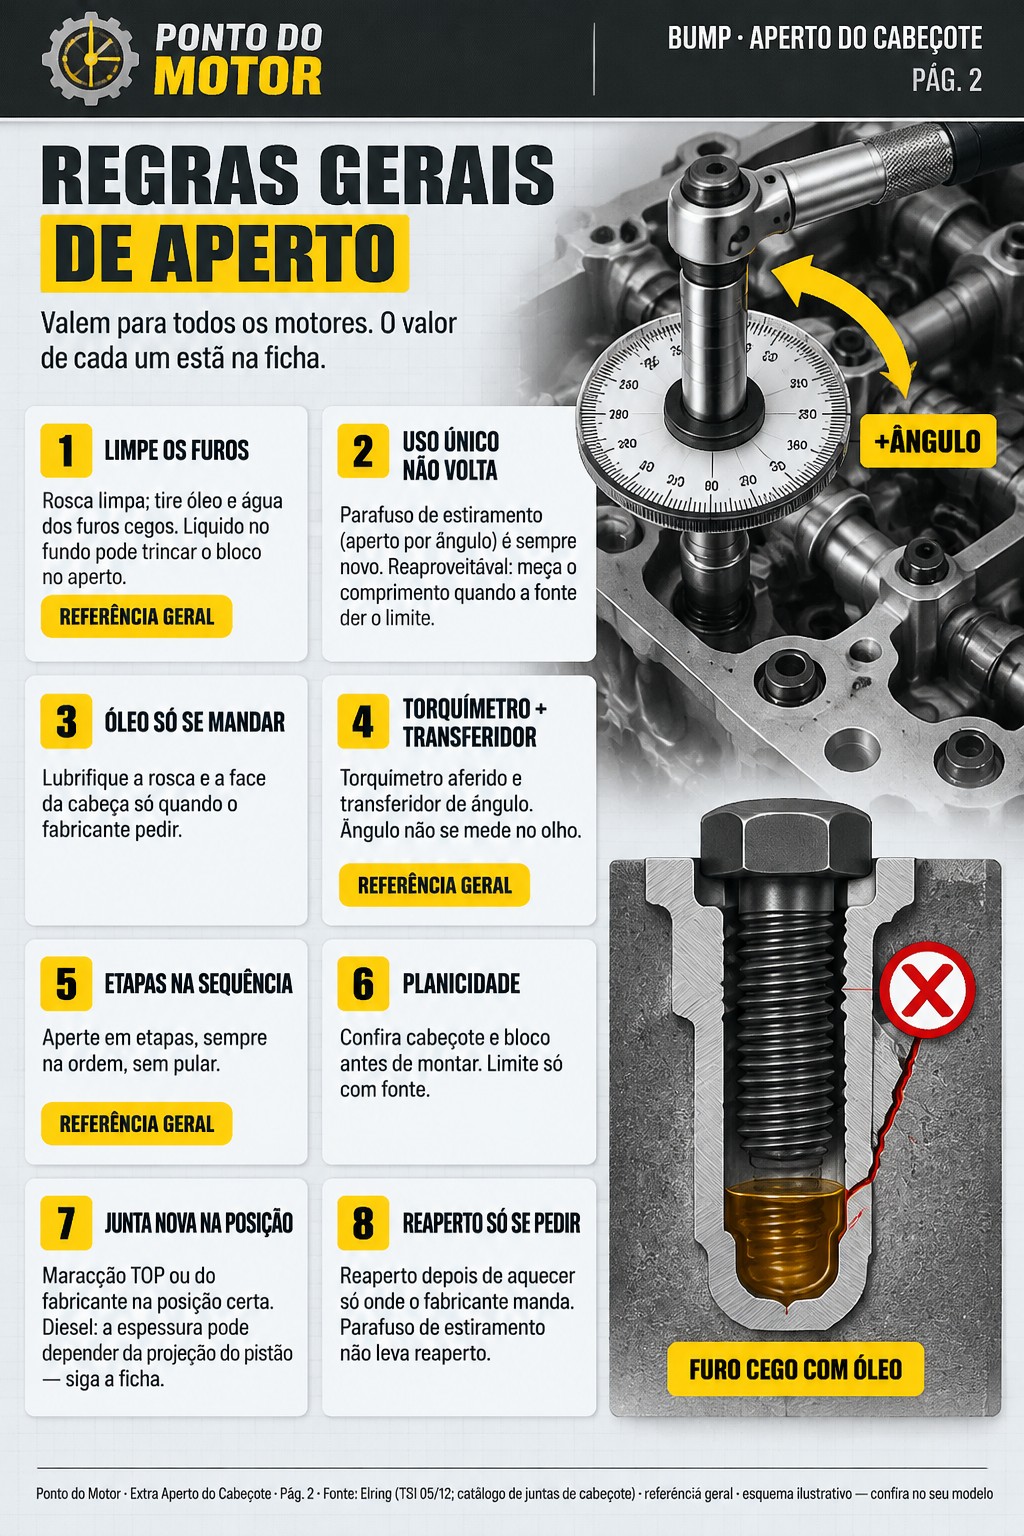 PONTO DO
MOTOR
BUMP · APERTO DO CABEÇOTE
PÁG. 2
REGRAS GERAIS
DE APERTO
Valem para todos os motores. O valor
de cada um estã na ficha.
+ÂNGULO
1
LIMPE OS FUROS
Rosca limpa; tire óleo e água
dos furos cegos. Líquido no
fundo pode trincar o bloco
no aperto.
REFERÊNCIA GERAL
2
USO ÚNICO
NÃO VOLTA
Parafuso de estiramento
(aperto por ângulo) é sempre
novo. Reaproveitával: meça o
comprimento quando a fonte
der o limite.
3
ÓLEO SÓ SE MANDAR
Lubrifique a rosca e a face
da cabeça só quando o
fabricante pedir.
4
TORQUÍMETRO +
TRANSFERIDOR
Torquímetro aferido e
transferidor de ángulo.
Ängulo não se mede no olho.
REFERÊNCIA GERAL
5
ETAPAS NA SEQUÊNCIA
Aperte em etapas, sempre
na ordem, sem pular.
REFERÊNCIA GERAL
6
PLANICIDADE
Confira cabeçote e bloco
antes de montar. Limite só
com fonte.
7
JUNTA NOVA NA POSIÇÃO
Maracção TOP ou do
fabricante na posição certa.
Diesel: a espessura pode
depender da projeção do pistão
— siga a ficha.
8
REAPERTO SÓ SE PEDIR
Reaperto depois de aquecer
só onde o fabricante manda.
Parafuso de estiramento
não leva reaperto.
FURO CEGO COM ÓLEO
Ponto do Motor · Extra Aperto do Cabeçote · Pág. 2 · Fonte: Elring (TSI 05/12; catâlogo de juntas de cabeçote) · referénciá geral · esquema ilustrativo — confira no seu modelo